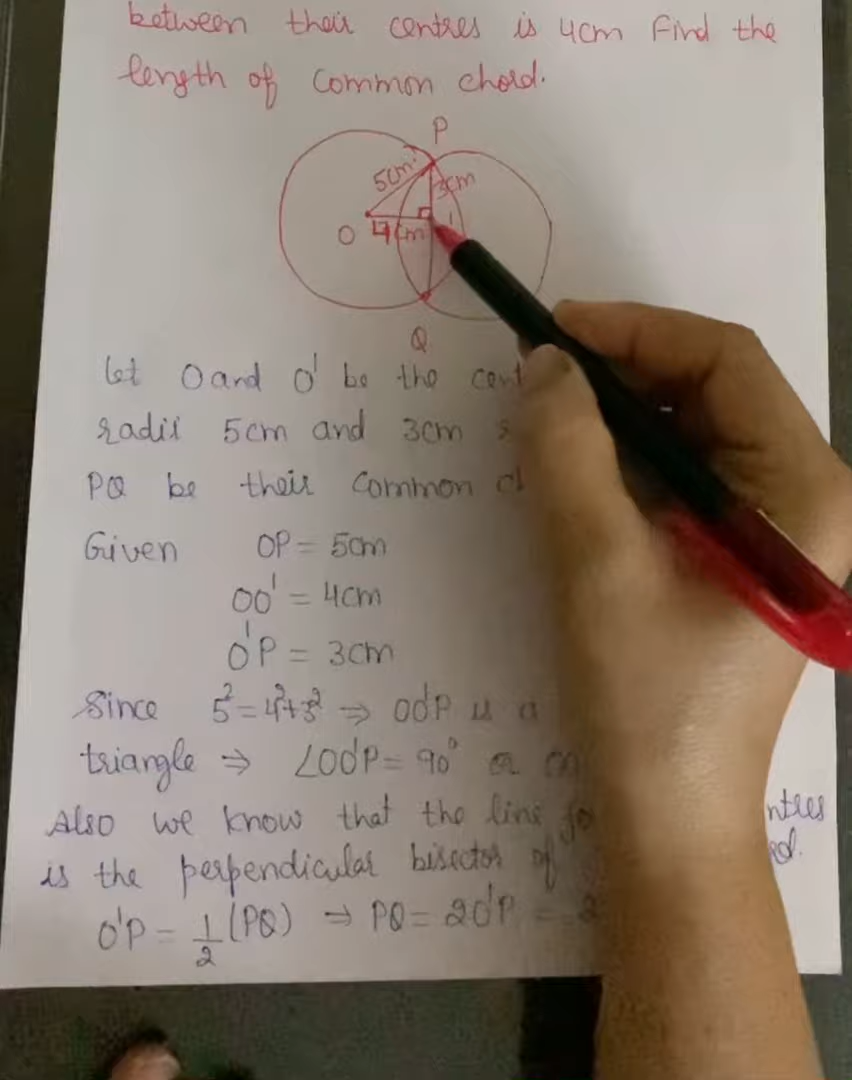 between their centres is 4cm Find the
length of common chord.
P
5cm
3cm
O
4cm
Q
let O and O' be the cent
radii 5cm and 3cm
PQ be their common
Given OP = 5cm
OO' = 4cm
O'P = 3cm
Since 5² = 4² + 3² ⇒ OO'P is a
triangle ⇒ ∠OO'P = 90° or
Also we know that the line ntres
is the perpendicular bisector of ed.
O'P = 1/2 (PQ) ⇒ PQ = 2O'P = 2